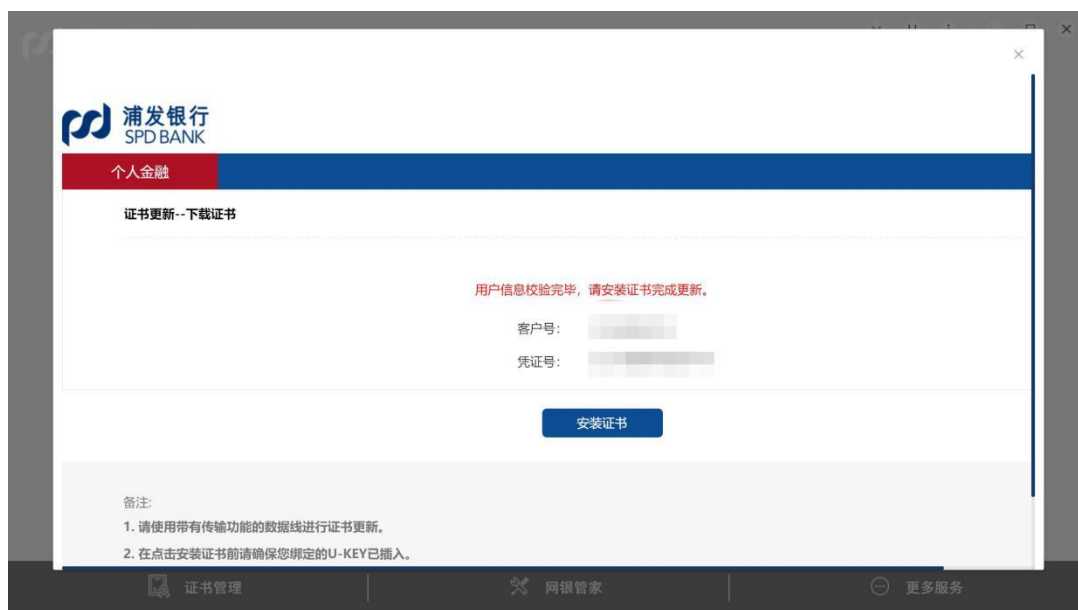 浦发银行
SPD BANK
个人金融
证书更新--下载证书
用户信息校验完毕，请安装证书完成更新。
客户号：
凭证号：
安装证书
备注：
1. 请使用带有传输功能的数据线进行证书更新。
2. 在点击安装证书前请确保您绑定的U-KEY已插入。
证书管理
网银管家
更多服务